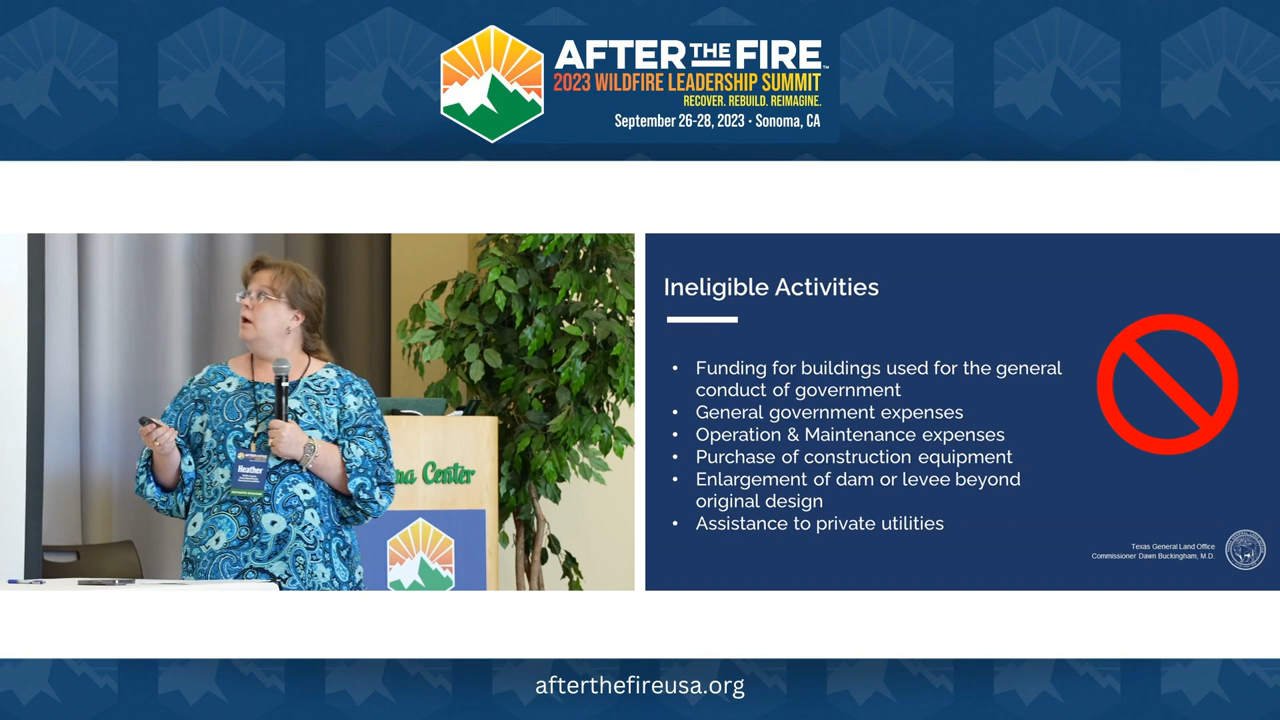 AFTER THE FIRE™
2023 WILDFIRE LEADERSHIP SUMMIT
RECOVER. REBUILD. REIMAGINE.
September 26-28, 2023 • Sonoma, CA
Heather
na Center
Ineligible Activities
• Funding for buildings used for the general
conduct of government
• General government expenses
• Operation & Maintenance expenses
• Purchase of construction equipment
• Enlargement of dam or levee beyond
original design
• Assistance to private utilities
Texas General Land Office
Commissioner Dawn Buckingham, M.D.
afterthefireusa.org